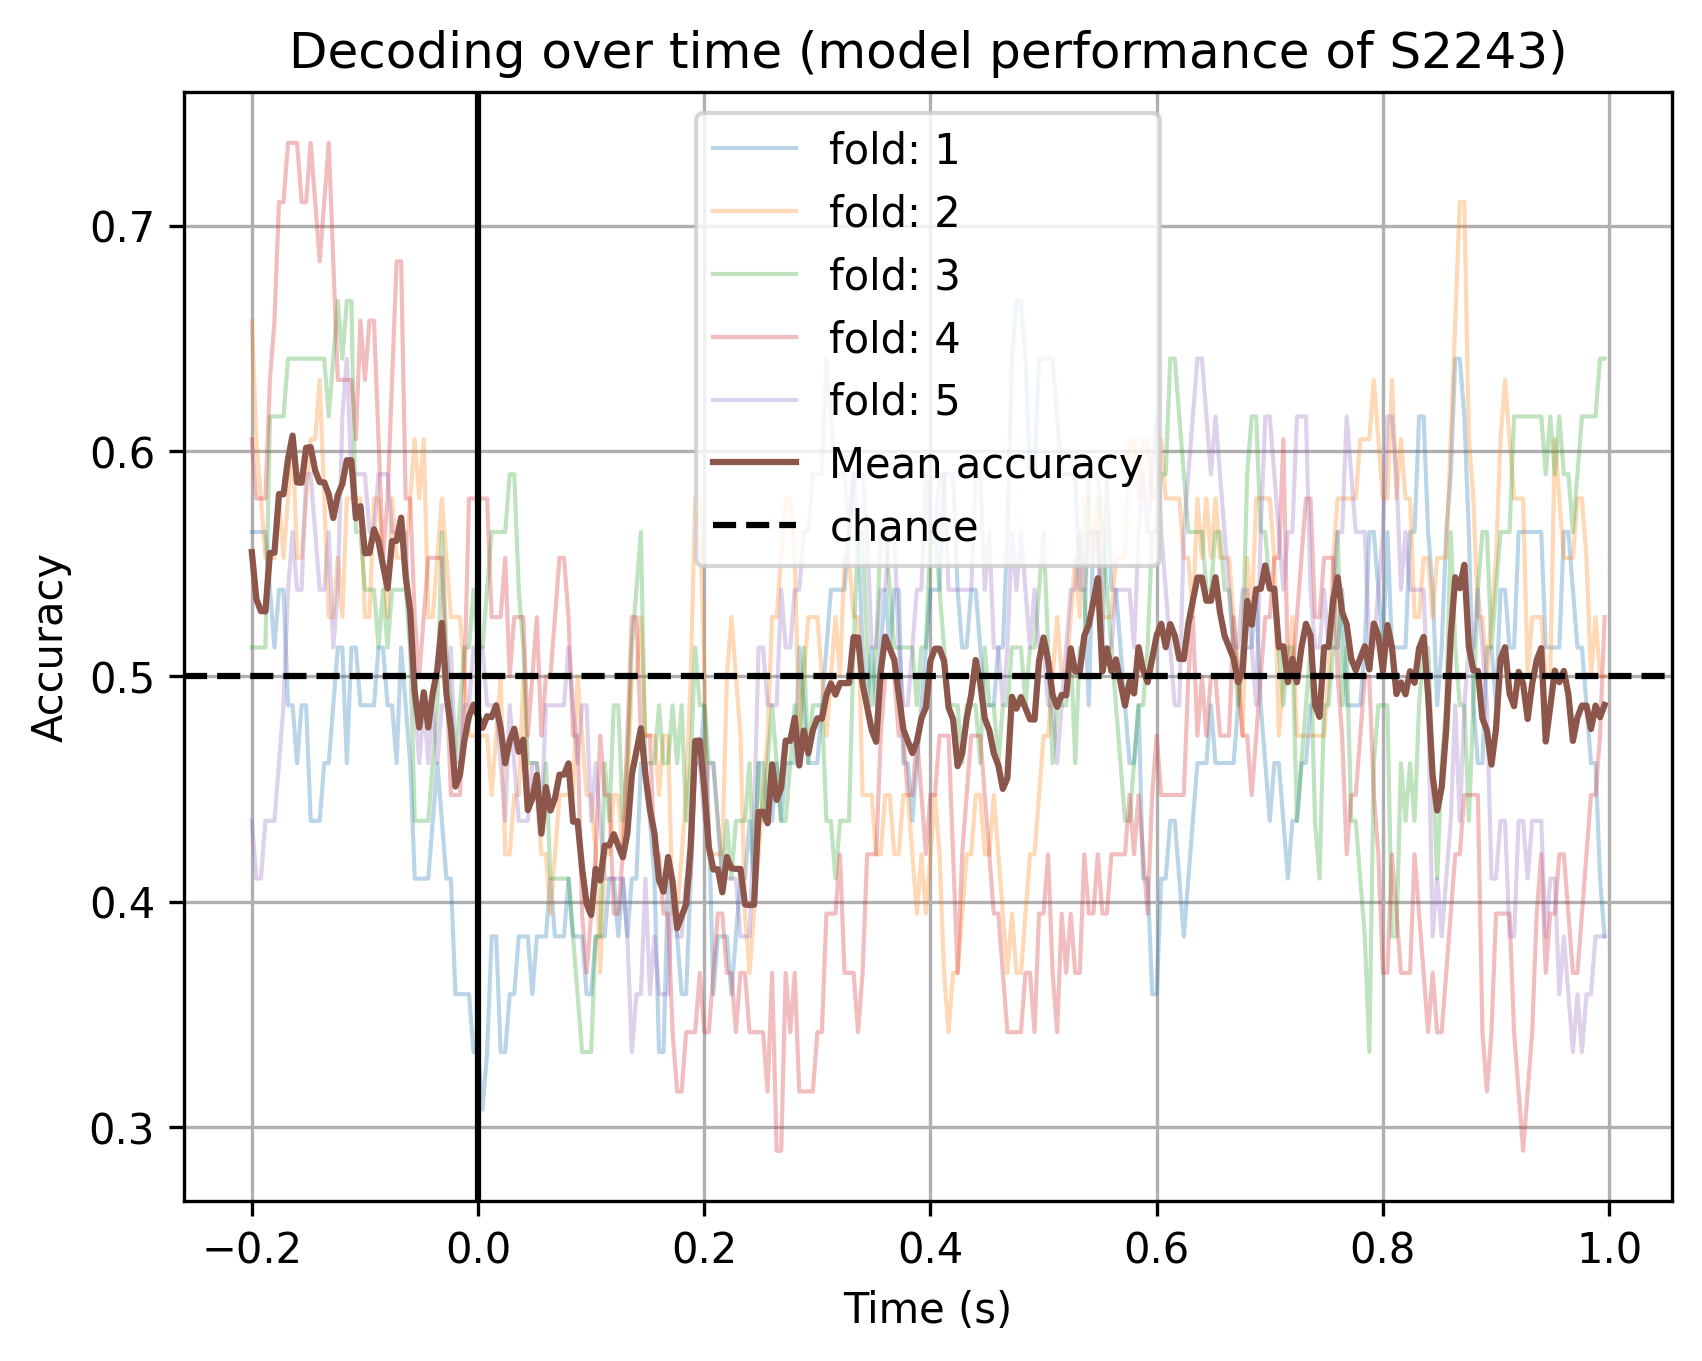 Decoding over time (model performance of S2243)
fold: 1
fold: 2
fold: 3
fold: 4
fold: 5
Mean accuracy
chance
Accuracy
0.7
0.6
0.5
0.4
0.3
−0.2 0.0 0.2 0.4 0.6 0.8 1.0
Time (s)